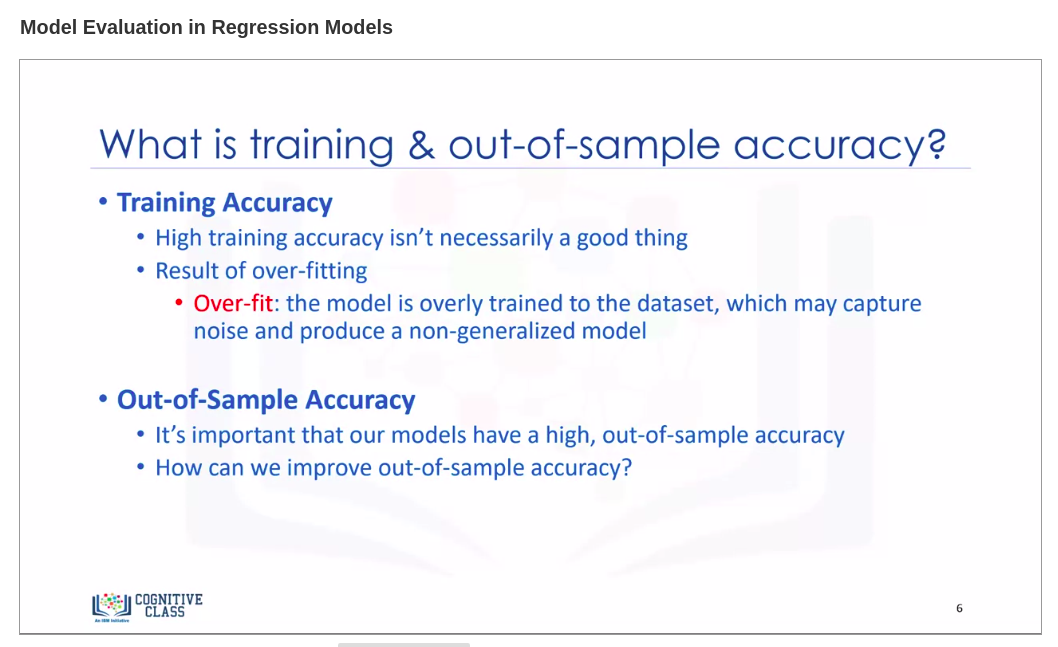 Model Evaluation in Regression Models
What is training & out-of-sample accuracy?
• Training Accuracy
• High training accuracy isn’t necessarily a good thing
• Result of over-fitting
• Over-fit: the model is overly trained to the dataset, which may capture
noise and produce a non-generalized model
• Out-of-Sample Accuracy
• It’s important that our models have a high, out-of-sample accuracy
• How can we improve out-of-sample accuracy?
COGNITIVE
CLASS
An IBM Initiative
6